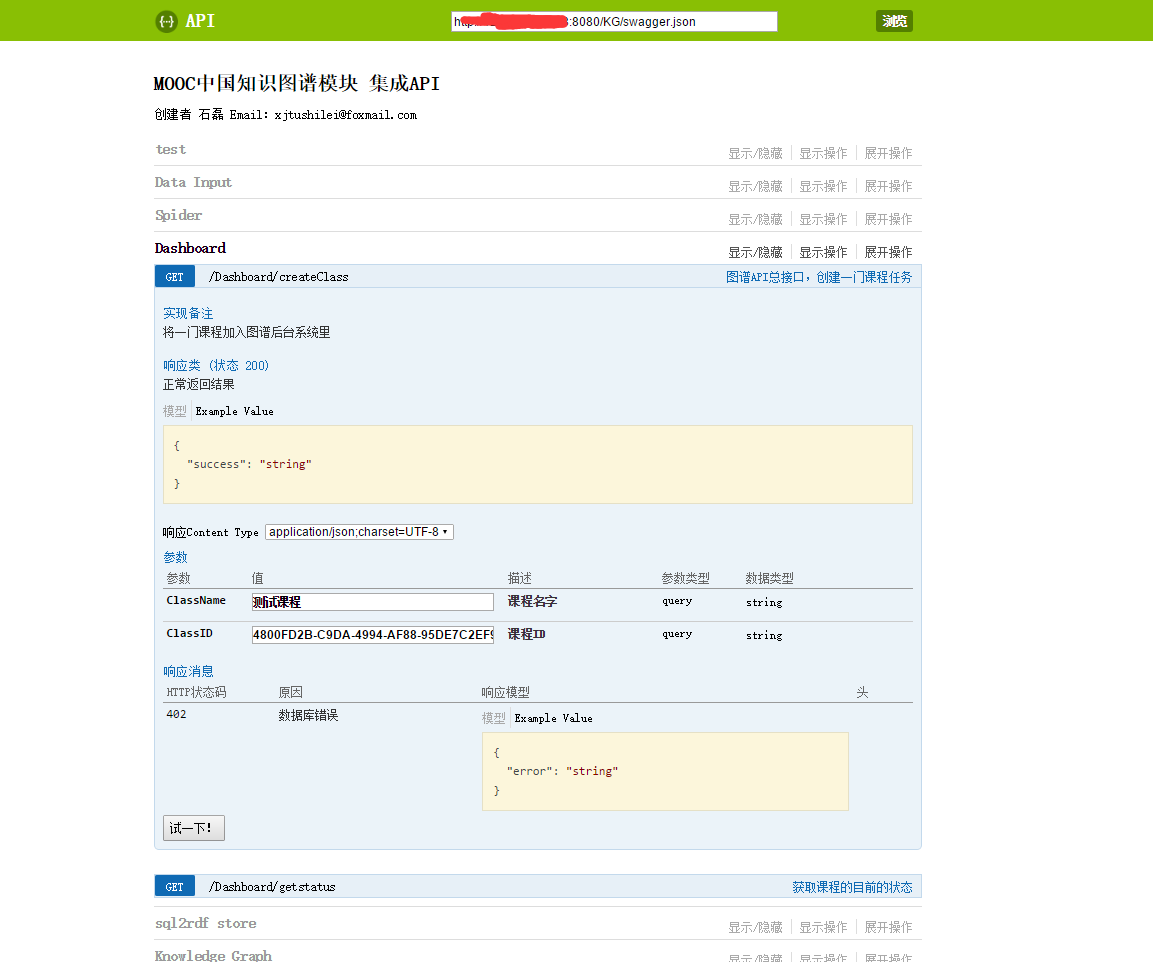 {··} API
htt :8080/KG/swagger.json
浏览
MOOC中国知识图谱模块 集成API
创建者 石磊 Email: xjtushilei@foxmail.com
test 显示/隐藏 显示操作 展开操作
Data Input 显示/隐藏 显示操作 展开操作
Spider 显示/隐藏 显示操作 展开操作
Dashboard 显示/隐藏 显示操作 展开操作
GET /Dashboard/createClass 图谱API总接口，创建一门课程任务
实现备注
将一门课程加入图谱后台系统里
响应类 (状态 200)
正常返回结果
模型 Example Value
{
"success": "string"
}
响应Content Type application/json;charset=UTF-8
参数
参数 值 描述 参数类型 数据类型
ClassName 测试课程 课程名字 query string
ClassID 4800FD2B-C9DA-4994-AF88-95DE7C2EF9 课程ID query string
响应消息
HTTP状态码 原因 响应模型 头
402 数据库错误 模型 Example Value
{
"error": "string"
}
试一下！
GET /Dashboard/getstatus 获取课程的目前的状态
sql2rdf store 显示/隐藏 显示操作 展开操作
Knowledge Graph 显示/隐藏 显示操作 展开操作